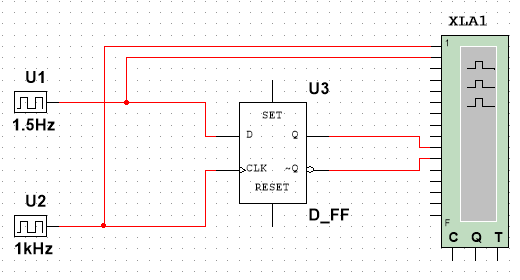 XLA1
1
U1
1.5Hz
U3
SET
D
Q
CLK
~Q
RESET
D_FF
U2
1kHz
F
C Q T